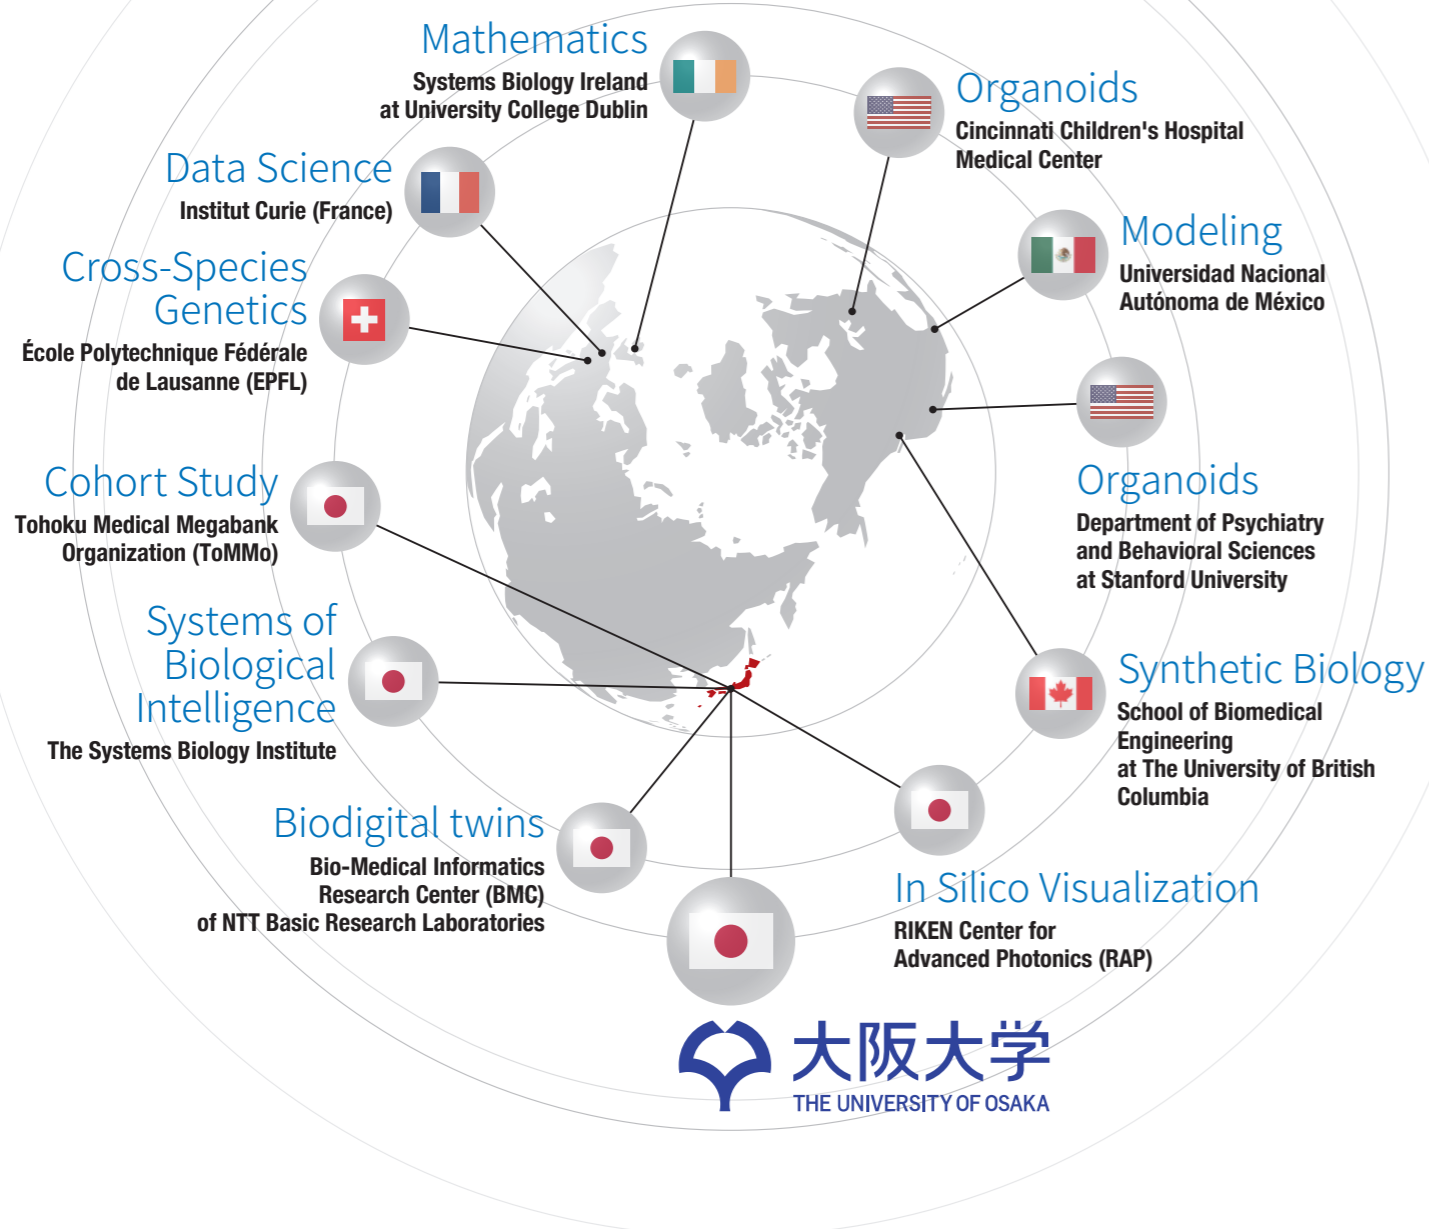 Mathematics
Systems Biology Ireland
at University College Dublin
Organoids
Cincinnati Children's Hospital
Medical Center
Data Science
Institut Curie (France)
Modeling
Universidad Nacional
Autónoma de México
Cross-Species
Genetics
École Polytechnique Fédérale
de Lausanne (EPFL)
Cohort Study
Tohoku Medical Megabank
Organization (ToMMo)
Organoids
Department of Psychiatry
and Behavioral Sciences
at Stanford University
Systems of
Biological
Intelligence
The Systems Biology Institute
Synthetic Biology
School of Biomedical
Engineering
at The University of British
Columbia
Biodigital twins
Bio-Medical Informatics
Research Center (BMC)
of NTT Basic Research Laboratories
In Silico Visualization
RIKEN Center for
Advanced Photonics (RAP)
大阪大学
THE UNIVERSITY OF OSAKA